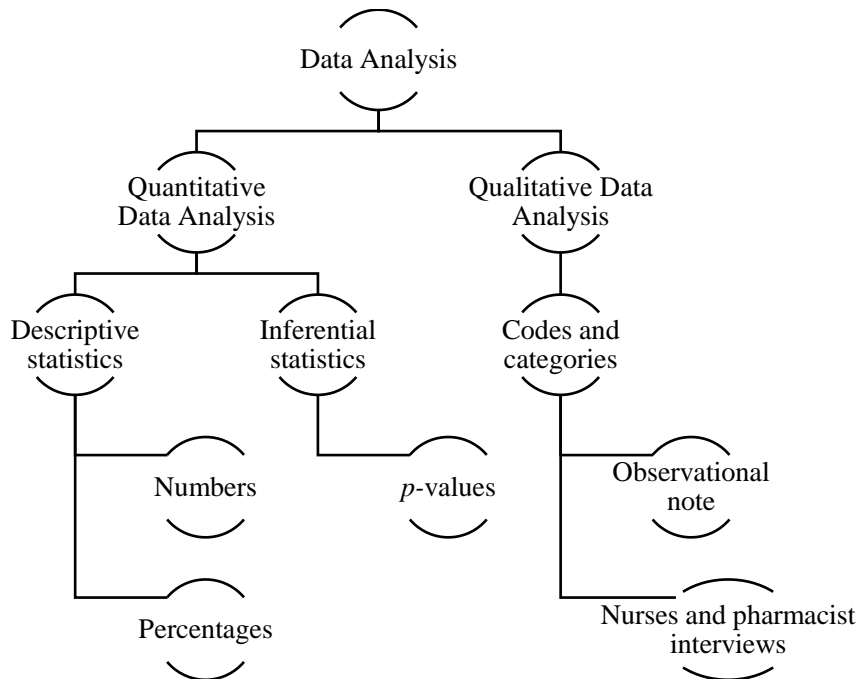 Data Analysis
Quantitative
Data Analysis
Qualitative Data
Analysis
Descriptive
statistics
Inferential
statistics
Codes and
categories
Numbers
p-values
Observational
note
Percentages
Nurses and pharmacist
interviews